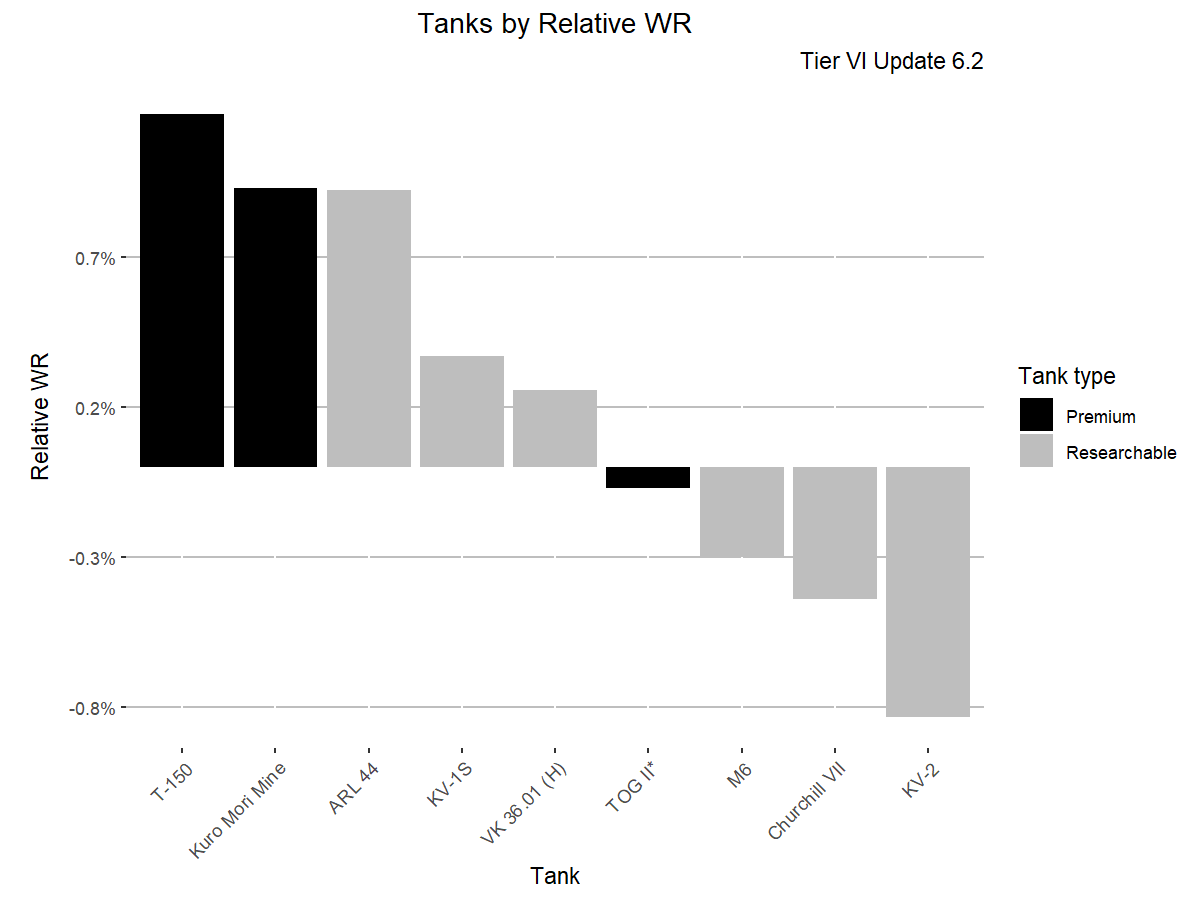 Tanks by Relative WR
Tier VI Update 6.2
Relative WR
0.7%
0.2%
-0.3%
-0.8%
T-150
Kuro Mori Mine
ARL 44
KV-1S
VK 36.01 (H)
TOG II*
M6
Churchill VII
KV-2
Tank
Tank type
Premium
Researchable